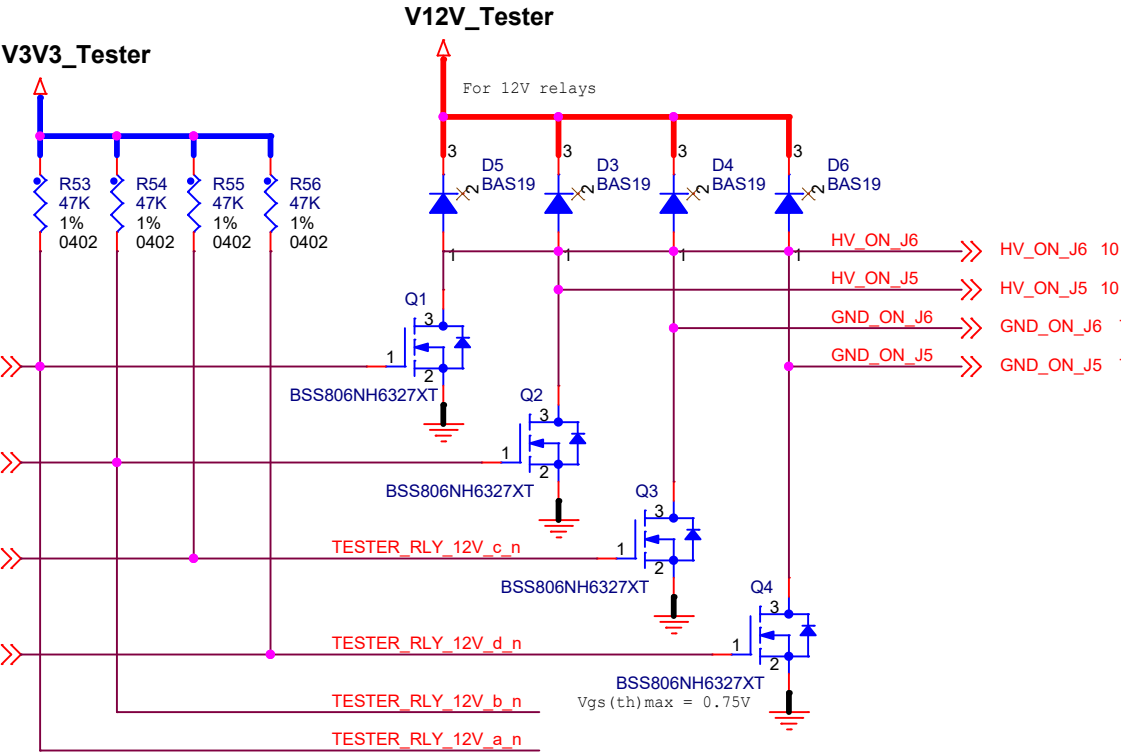 V12V_Tester
V3V3_Tester
For 12V relays
3
D5
BAS19
2
1
3
D3
BAS19
2
1
3
D4
BAS19
2
1
3
D6
BAS19
2
1
R53
47K
1%
0402
R54
47K
1%
0402
R55
47K
1%
0402
R56
47K
1%
0402
HV_ON_J6
HV_ON_J6 10
HV_ON_J5
HV_ON_J5 10
GND_ON_J6
GND_ON_J6
GND_ON_J5
GND_ON_J5
Q1
3
1
2
BSS806NH6327XT
Q2
3
1
2
BSS806NH6327XT
Q3
3
1
2
BSS806NH6327XT
TESTER_RLY_12V_c_n
Q4
3
1
2
BSS806NH6327XT
TESTER_RLY_12V_d_n
Vgs(th)max = 0.75V
TESTER_RLY_12V_b_n
TESTER_RLY_12V_a_n